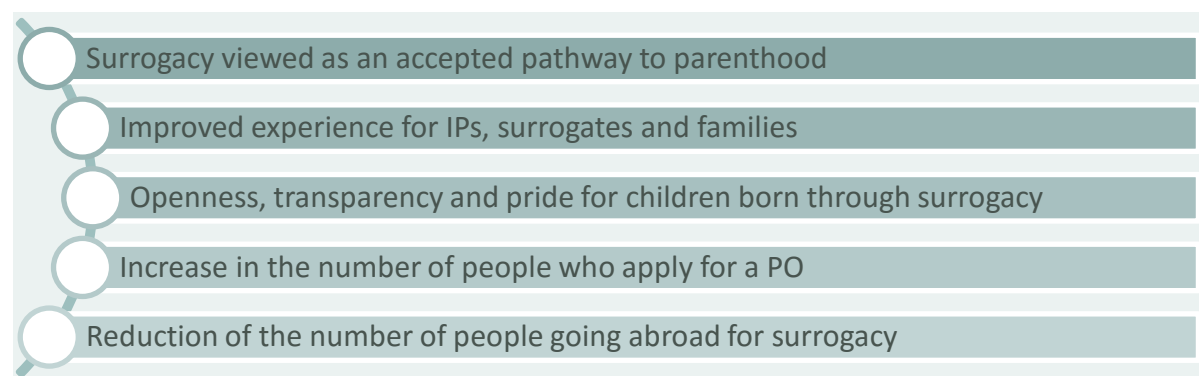 Surrogacy viewed as an accepted pathway to parenthood
Improved experience for IPs, surrogates and families
Openness, transparency and pride for children born through surrogacy
Increase in the number of people who apply for a PO
Reduction of the number of people going abroad for surrogacy